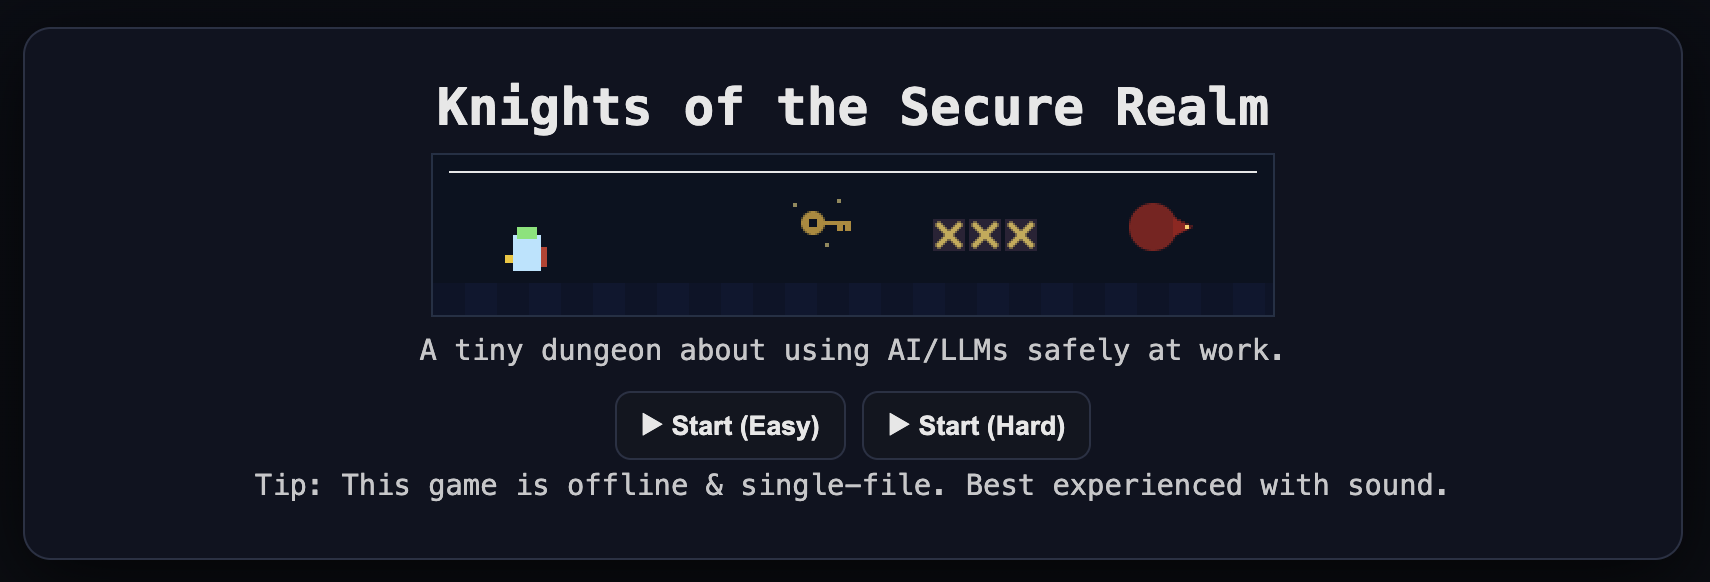 Knights of the Secure Realm
A tiny dungeon about using AI/LLMs safely at work.
▶ Start (Easy)
▶ Start (Hard)
Tip: This game is offline & single-file. Best experienced with sound.